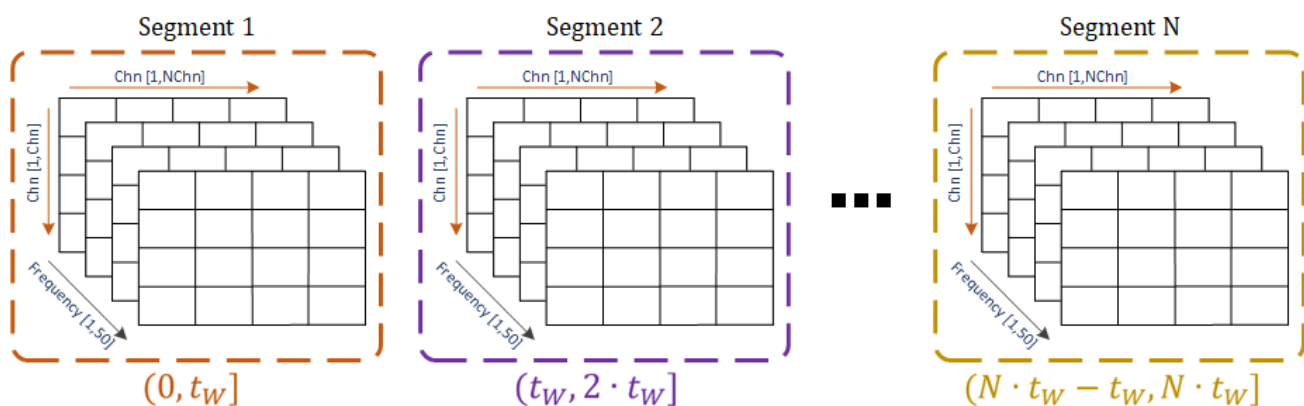 Segment 1
Chn [1,NChn]
Chn [1,Chn]
Frequency [1,50]
(0, t_W]
Segment 2
Chn [1,NChn]
Chn [1,Chn]
Frequency [1,50]
(t_W, 2 · t_W]
Segment N
Chn [1,NChn]
Chn [1,Chn]
Frequency [1,50]
(N · t_W − t_W, N · t_W]